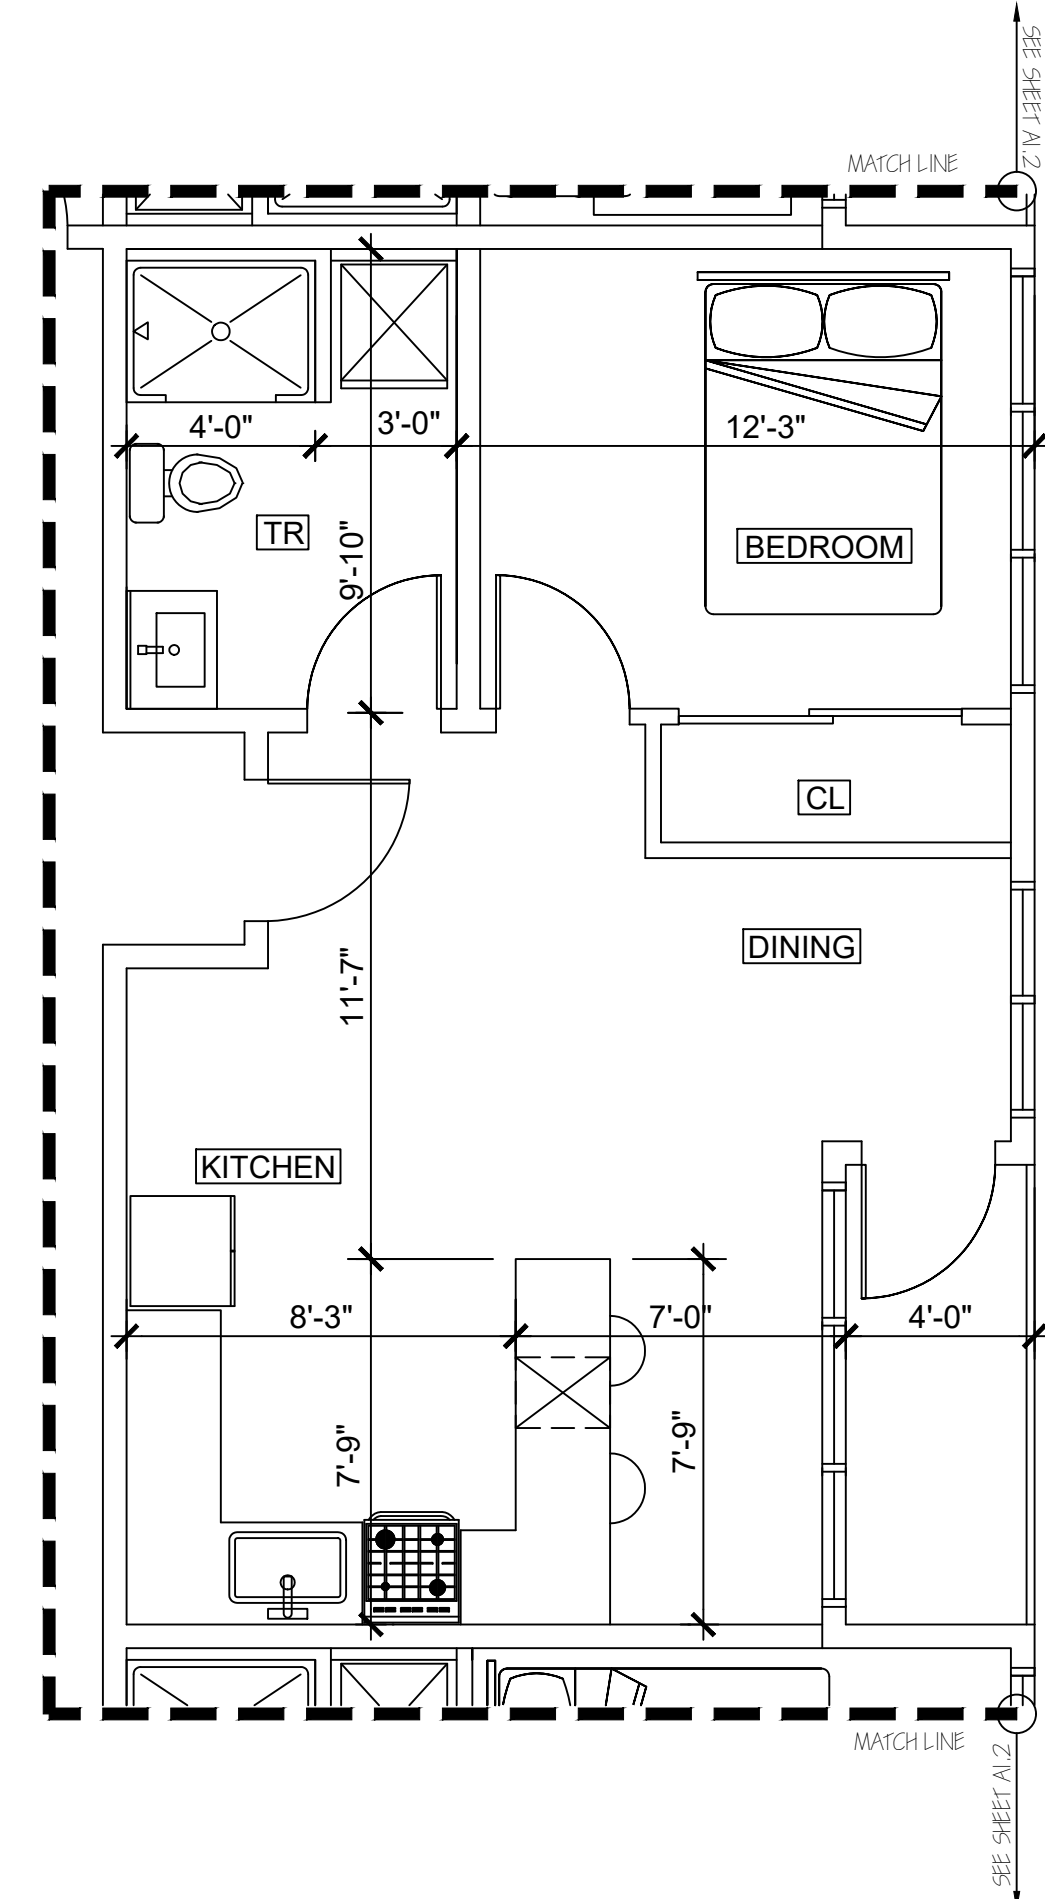 SEE SHEET A1.2
MATCH LINE
4'-0"
3'-0"
12'-3"
TR
9'-10"
BEDROOM
CL
DINING
11'-7"
KITCHEN
8'-3"
7'-0"
4'-0"
7'-9"
7'-9"
MATCH LINE
SEE SHEET A1.2